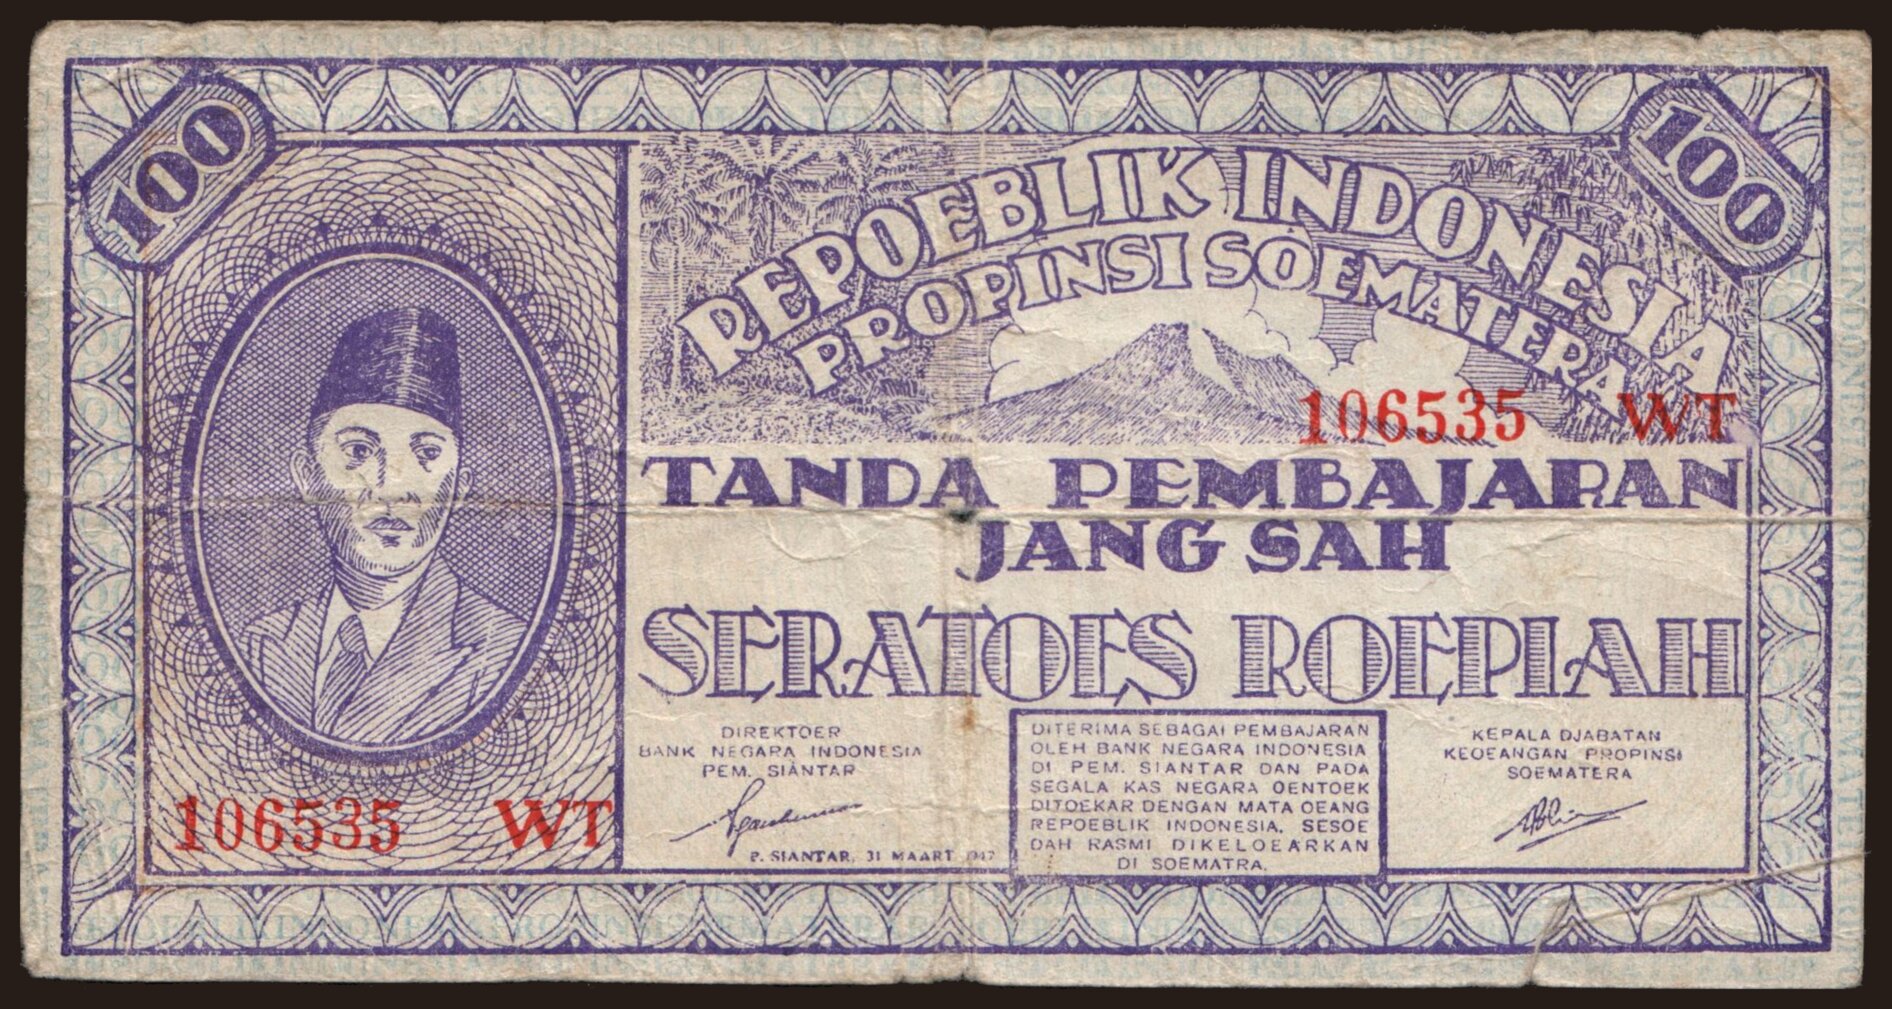 100
100
REPOEBLIK INDONESIA
PROPINSI SOEMATERA
106535 WT
TANDA PEMBAJARAN
JANG SAH
SERATOES ROEPIAH
DIREKTOER
BANK NEGARA INDONESIA
PEM. SIANTAR
P. SIANTAR, 31 MAART 1947
DITERIMA SEBAGAI PEMBAJARAN
OLEH BANK NEGARA INDONESIA
DI PEM. SIANTAR DAN PADA
SEGALA KAS NEGARA OENTOEK
DITOEKAR DENGAN MATA OEANG
REPOEBLIK INDONESIA, SESOE
DAH RASMI DIKELOEARKAN
DI SOEMATRA.
KEPALA DJABATAN
KEOEANGAN PROPINSI
SOEMATERA
106535 WT